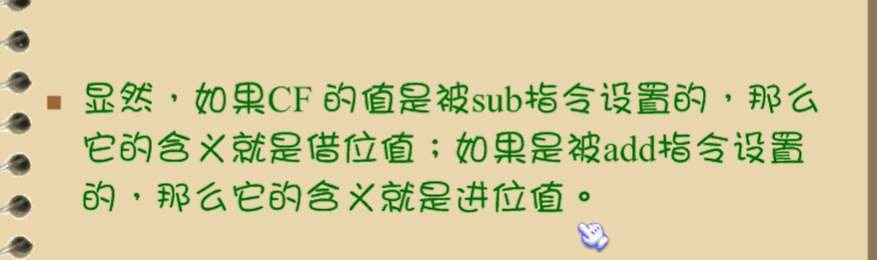 显然，如果CF 的值是被sub指令设置的，那么
它的含义就是借位值；如果是被add指令设置
的，那么它的含义就是进位值。